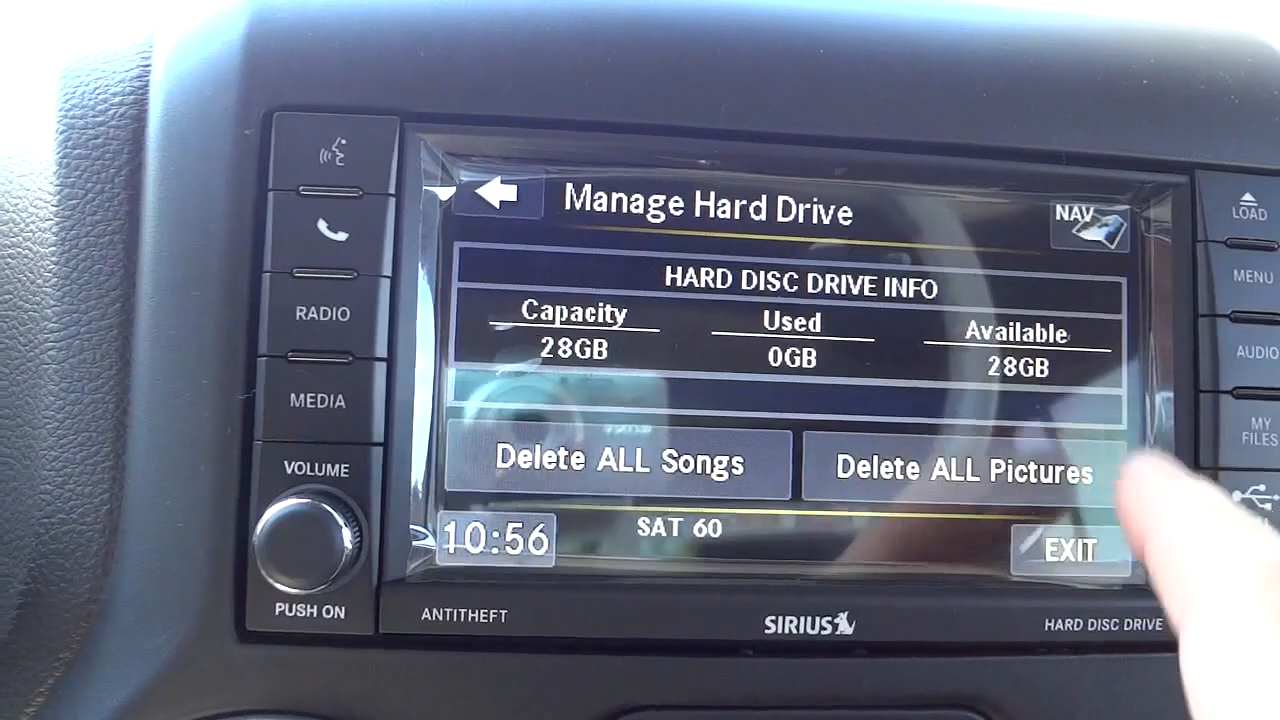 Manage Hard Drive
NAV
HARD DISC DRIVE INFO
Capacity
Used
Available
28GB
0GB
28GB
Delete ALL Songs
Delete ALL Pictures
10:56
SAT 60
EXIT
RADIO
MEDIA
VOLUME
PUSH ON
LOAD
MENU
AUDIO
MY
FILES
ANTITHEFT
SIRIUS
HARD DISC DRIVE